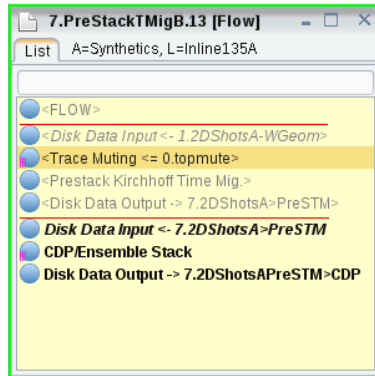 7.PreStackTMigB.13 [Flow]
List A=Synthetics, L=Inline135A
<FLOW>
<Disk Data Input <- 1.2DShotsA-WGeom>
<Trace Muting <= 0.topmute>
<Prestack Kirchhoff Time Mig.>
<Disk Data Output -> 7.2DShotsA>PreSTM>
Disk Data Input <- 7.2DShotsA>PreSTM
CDP/Ensemble Stack
Disk Data Output -> 7.2DShotsAPreSTM>CDP